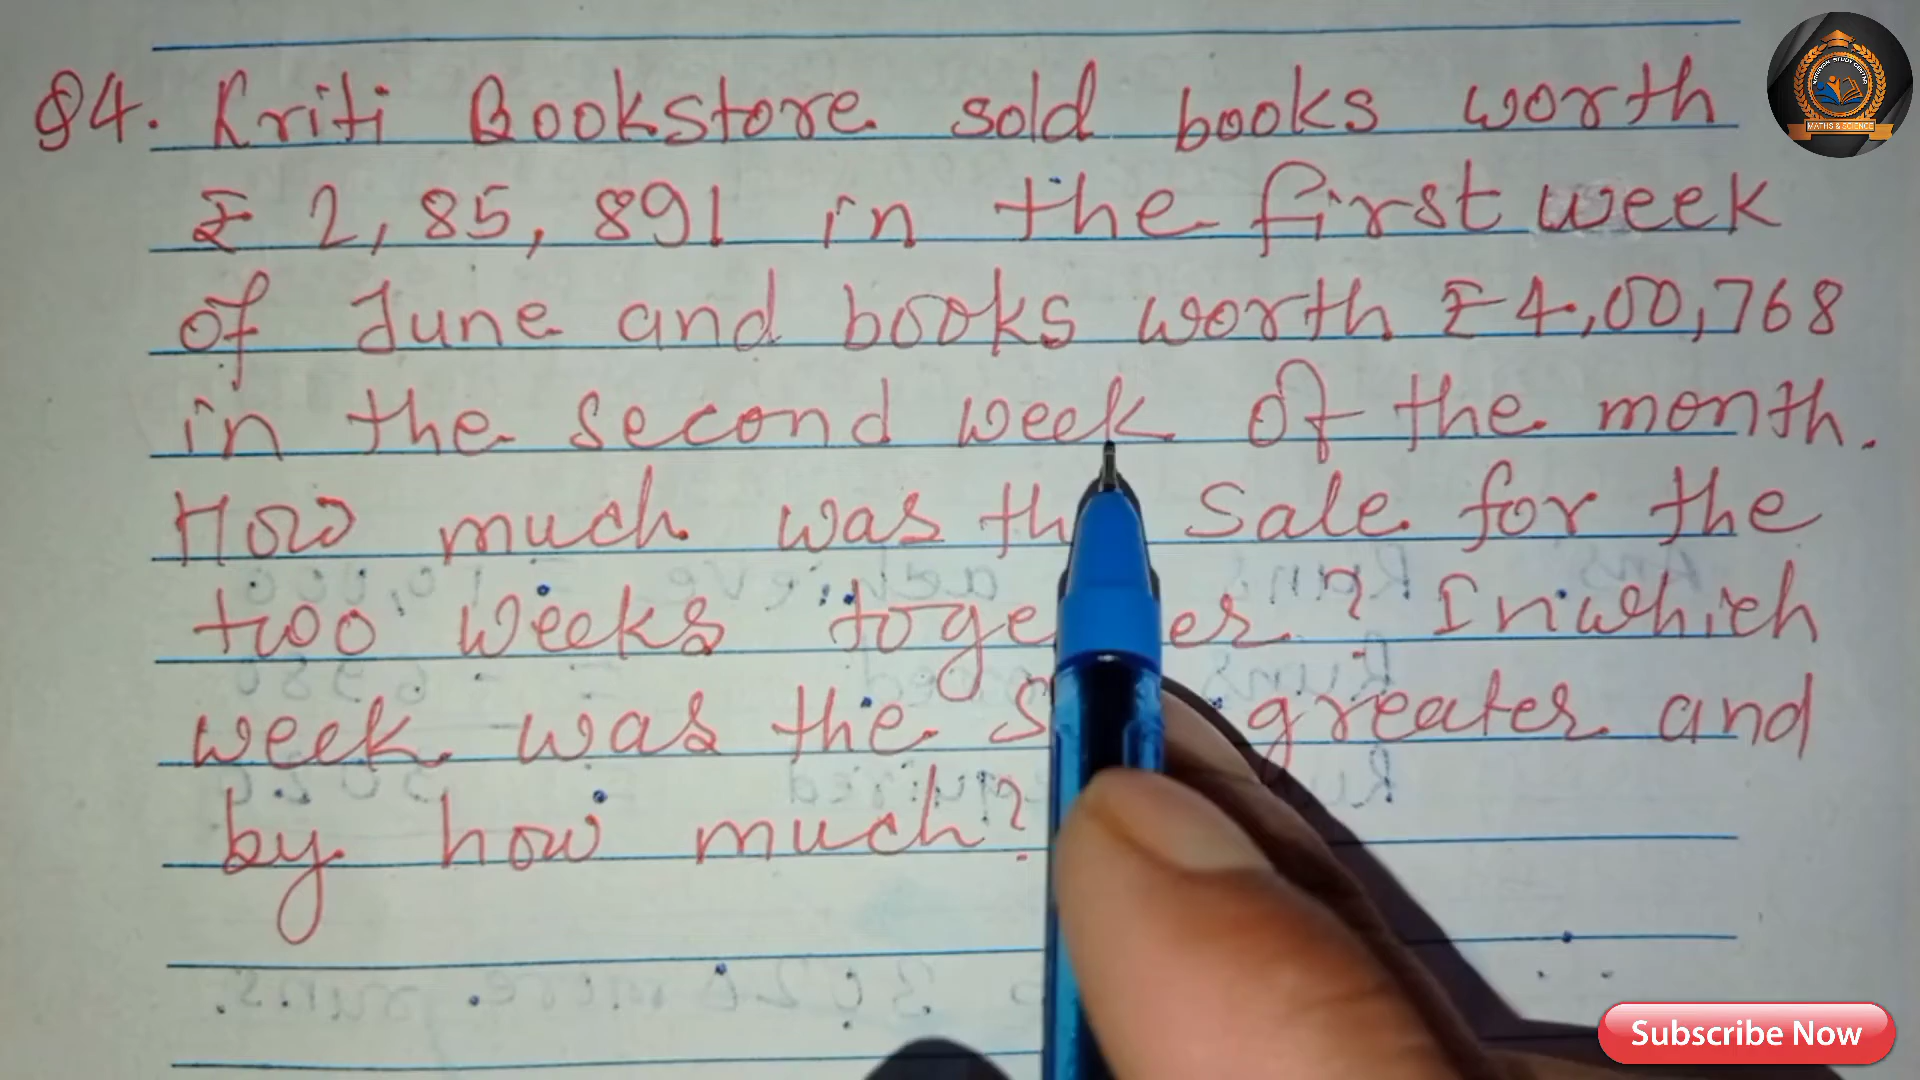 Q4. Kriti Bookstore sold books worth
₹ 2,85,891 in the first week
of June and books worth ₹ 4,00,768
in the second week of the month.
How much was th Sale for the
two weeks toge er? In which
week was the s greater and
by how much?
MATHS & SCIENCE
Subscribe Now